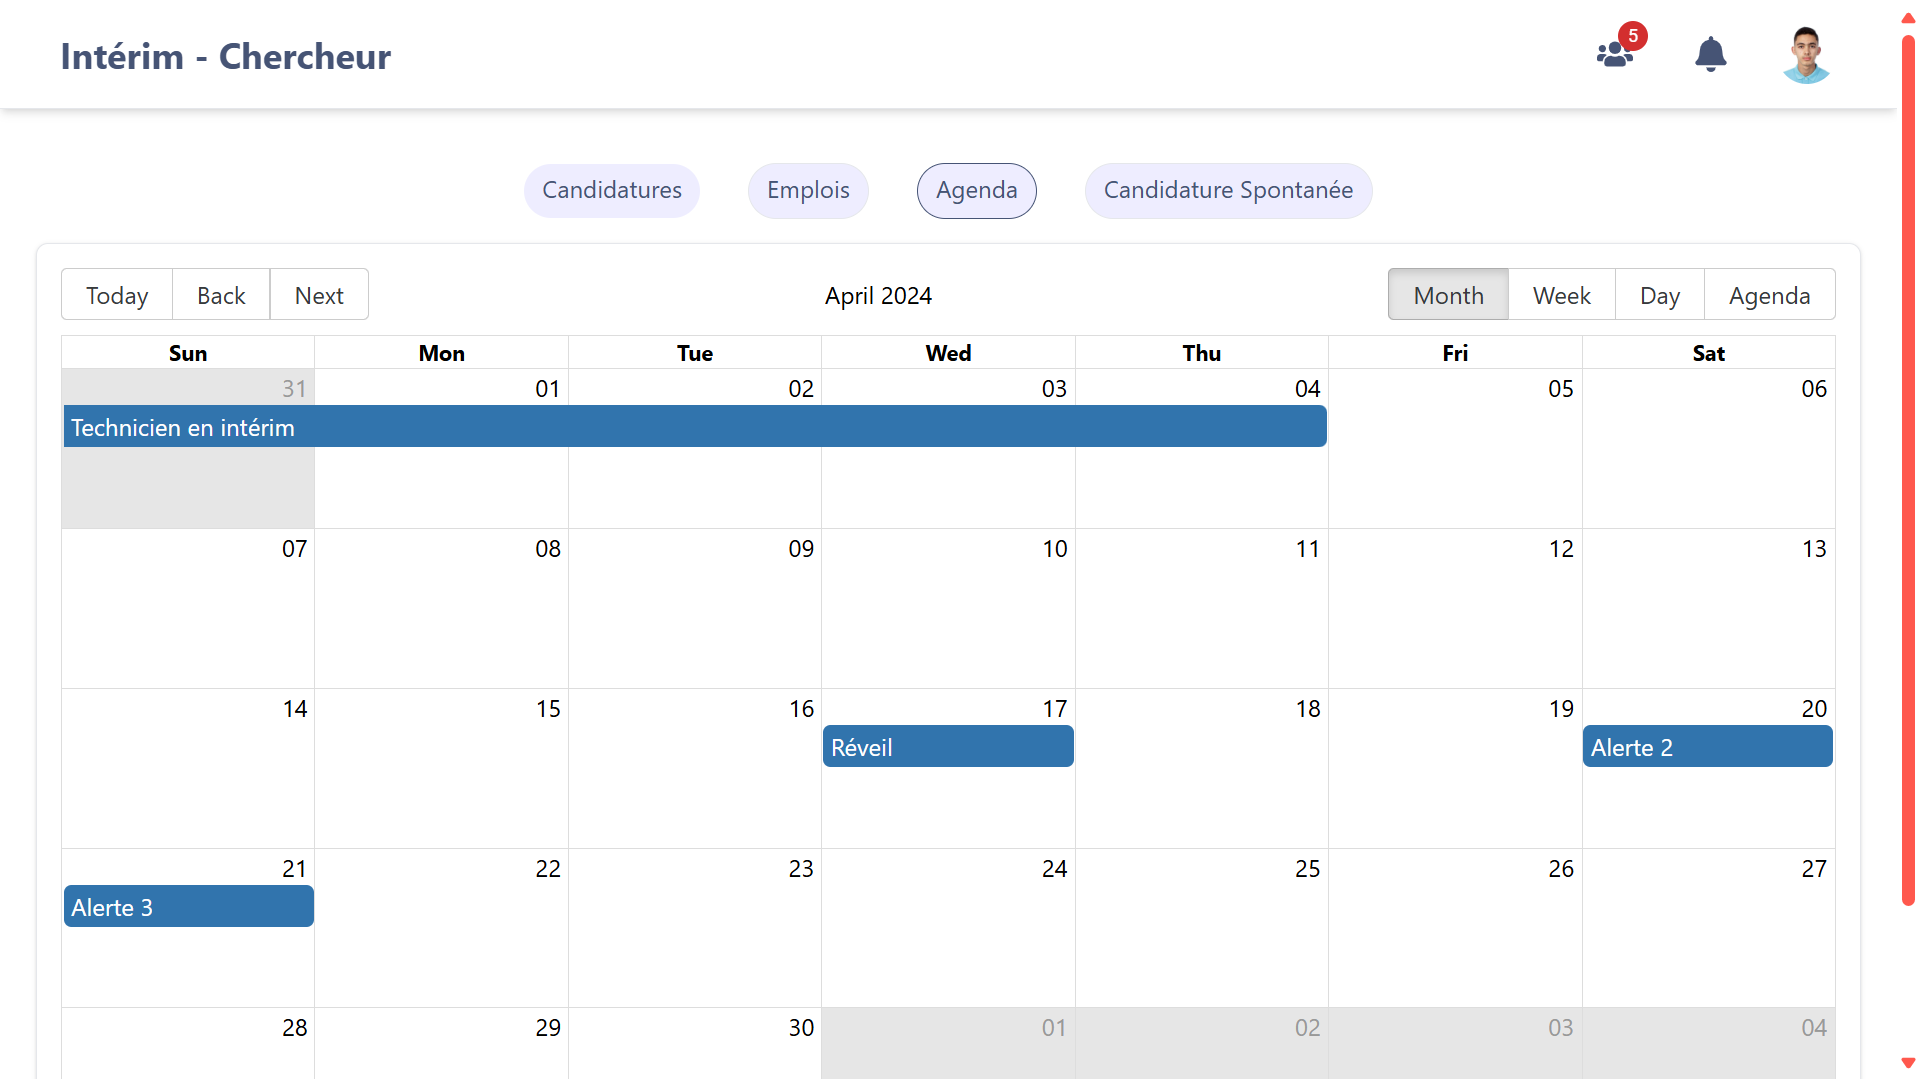 Intérim - Chercheur
5
Candidatures Emplois Agenda Candidature Spontanée
Today Back Next April 2024 Month Week Day Agenda
Sun Mon Tue Wed Thu Fri Sat
31 01 02 03 04 05 06
Technicien en intérim
07 08 09 10 11 12 13
14 15 16 17 18 19 20
Réveil Alerte 2
21 22 23 24 25 26 27
Alerte 3
28 29 30 01 02 03 04